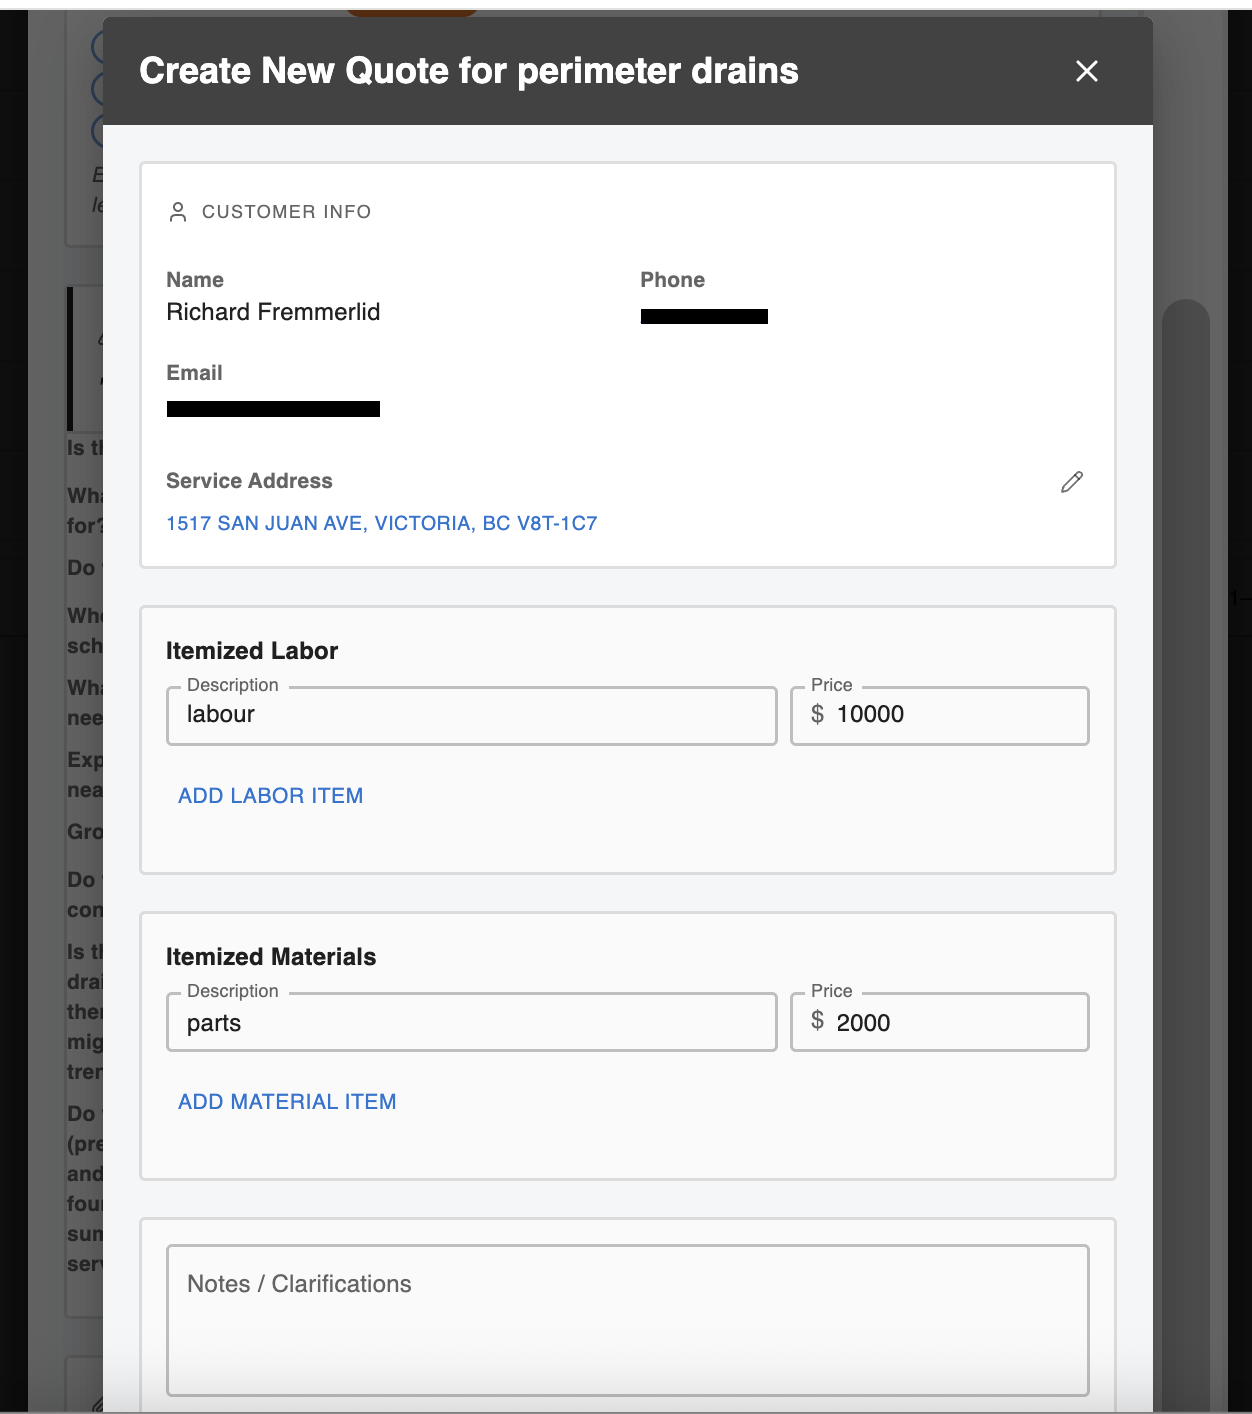 Create New Quote for perimeter drains
CUSTOMER INFO
Name
Richard Fremmerlid
Phone
Email
Service Address
1517 SAN JUAN AVE, VICTORIA, BC V8T-1C7
Itemized Labor
Description
labour
Price
$ 10000
ADD LABOR ITEM
Itemized Materials
Description
parts
Price
$ 2000
ADD MATERIAL ITEM
Notes / Clarifications
for?
Do